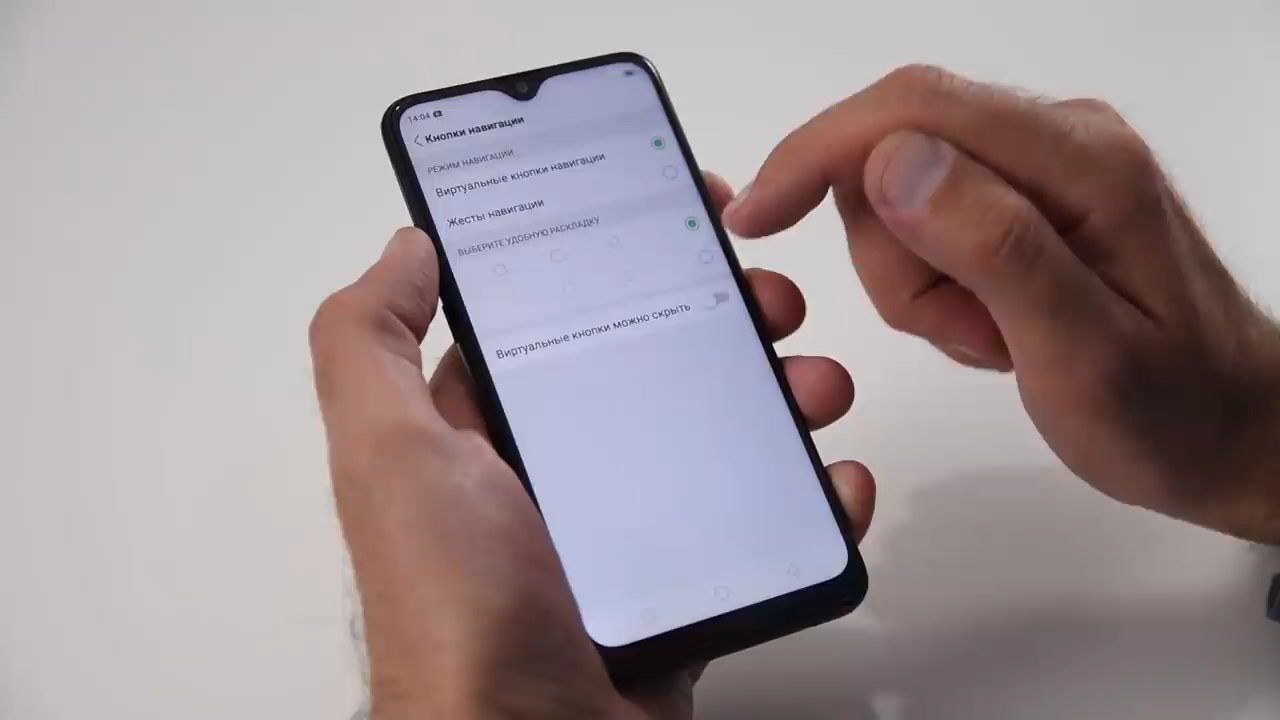 14:04
Кнопки навигации
РЕЖИМ НАВИГАЦИИ
Виртуальные кнопки навигации
Жесты навигации
ВЫБЕРИТЕ УДОБНУЮ РАСКЛАДКУ
Виртуальные кнопки можно скрыть